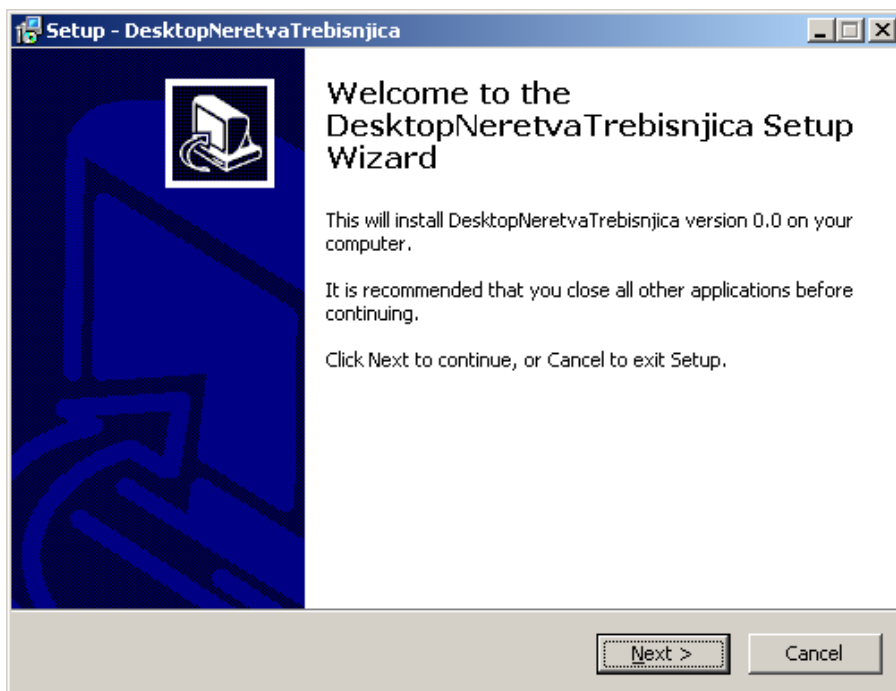 Setup - DesktopNeretvaTrebisnjica
Welcome to the
DesktopNeretvaTrebisnjica Setup
Wizard
This will install DesktopNeretvaTrebisnjica version 0.0 on your
computer.
It is recommended that you close all other applications before
continuing.
Click Next to continue, or Cancel to exit Setup.
Next >
Cancel